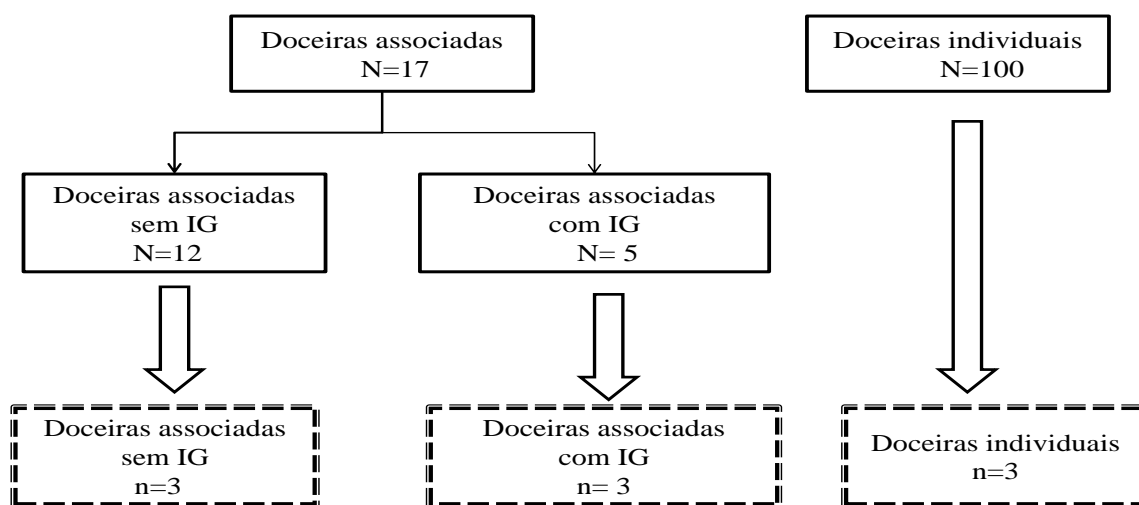 Doceiras associadas
N=17
Doceiras individuais
N=100
Doceiras associadas
sem IG
N=12
Doceiras associadas
com IG
N= 5
Doceiras associadas
sem IG
n=3
Doceiras associadas
com IG
n= 3
Doceiras individuais
n=3